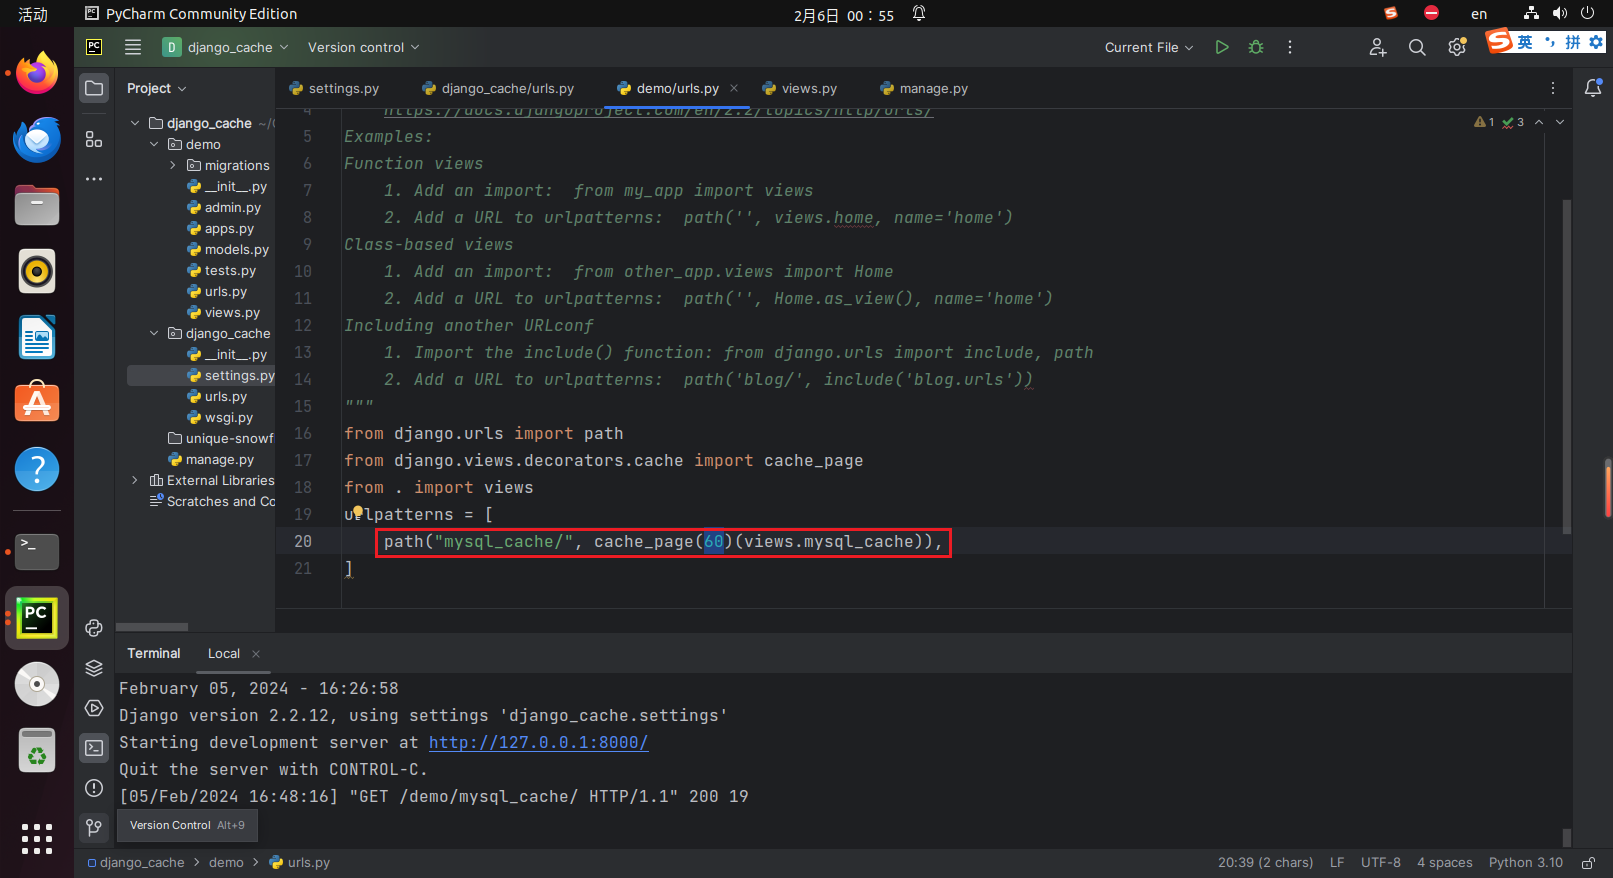 活动
PyCharm Community Edition
2月6日 00：55
en
django_cache
Version control
Current File
英 拼
D
PC
Project
settings.py
django_cache/urls.py
demo/urls.py
views.py
manage.py
django_cache
demo
migrations
__init__.py
admin.py
apps.py
models.py
tests.py
urls.py
views.py
django_cache
__init__.py
settings.py
urls.py
wsgi.py
unique-snowf
manage.py
External Libraries
Scratches and Co
1 3
4 https://docs.djangoproject.com/en/2.2/topics/http/urls/
5 Examples:
6 Function views
7 1. Add an import:  from my_app import views
8 2. Add a URL to urlpatterns:  path('', views.home, name='home')
9 Class-based views
10 1. Add an import:  from other_app.views import Home
11 2. Add a URL to urlpatterns:  path('', Home.as_view(), name='home')
12 Including another URLconf
13 1. Import the include() function: from django.urls import include, path
14 2. Add a URL to urlpatterns:  path('blog/', include('blog.urls'))
15 """
16 from django.urls import path
17 from django.views.decorators.cache import cache_page
18 from . import views
19 urlpatterns = [
20 path("mysql_cache/", cache_page(60)(views.mysql_cache)),
21 ]
Terminal
Local
February 05, 2024 - 16:26:58
Django version 2.2.12, using settings 'django_cache.settings'
Starting development server at http://127.0.0.1:8000/
Quit the server with CONTROL-C.
[05/Feb/2024 16:48:16] "GET /demo/mysql_cache/ HTTP/1.1" 200 19
Version Control Alt+9
PC
django_cache > demo > urls.py
20:39 (2 chars) LF UTF-8 4 spaces Python 3.10